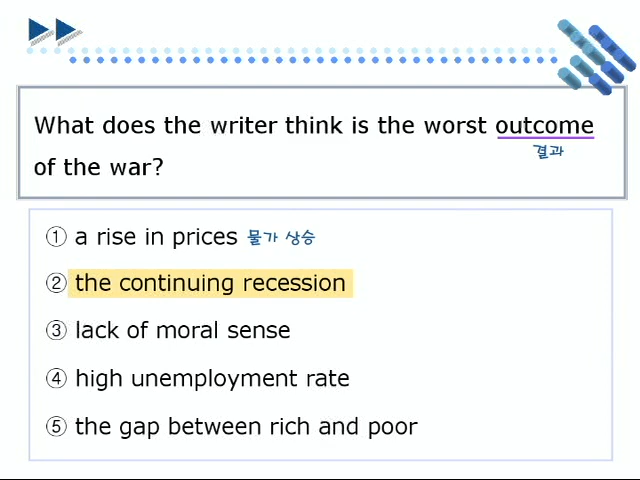 What does the writer think is the worst outcome
결과
of the war?
① a rise in prices 물가 상승
② the continuing recession
③ lack of moral sense
④ high unemployment rate
⑤ the gap between rich and poor